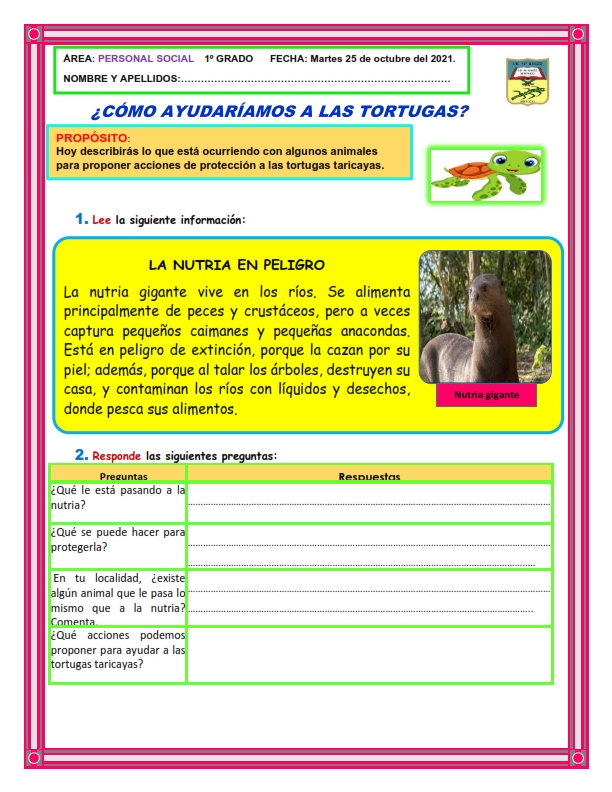 ÁREA: PERSONAL SOCIAL 1º GRADO FECHA: Martes 25 de octubre del 2021.
NOMBRE Y APELLIDOS:..........................................................................
¿CÓMO AYUDARÍAMOS A LAS TORTUGAS?
PROPÓSITO:
Hoy describirás lo que está ocurriendo con algunos animales
para proponer acciones de protección a las tortugas taricayas.
1. Lee la siguiente información:
LA NUTRIA EN PELIGRO
La nutria gigante vive en los ríos. Se alimenta
principalmente de peces y crustáceos, pero a veces
captura pequeños caimanes y pequeñas anacondas.
Está en peligro de extinción, porque la cazan por su
piel; además, porque al talar los árboles, destruyen su
casa, y contaminan los ríos con líquidos y desechos,
donde pesca sus alimentos.
Nutria gigante
2. Responde las siguientes preguntas:
Preguntas Respuestas
¿Qué le está pasando a la
nutria?
¿Qué se puede hacer para
protegerla?
En tu localidad, ¿existe
algún animal que le pasa lo
mismo que a la nutria?
Comenta.
¿Qué acciones podemos
proponer para ayudar a las
tortugas taricayas?